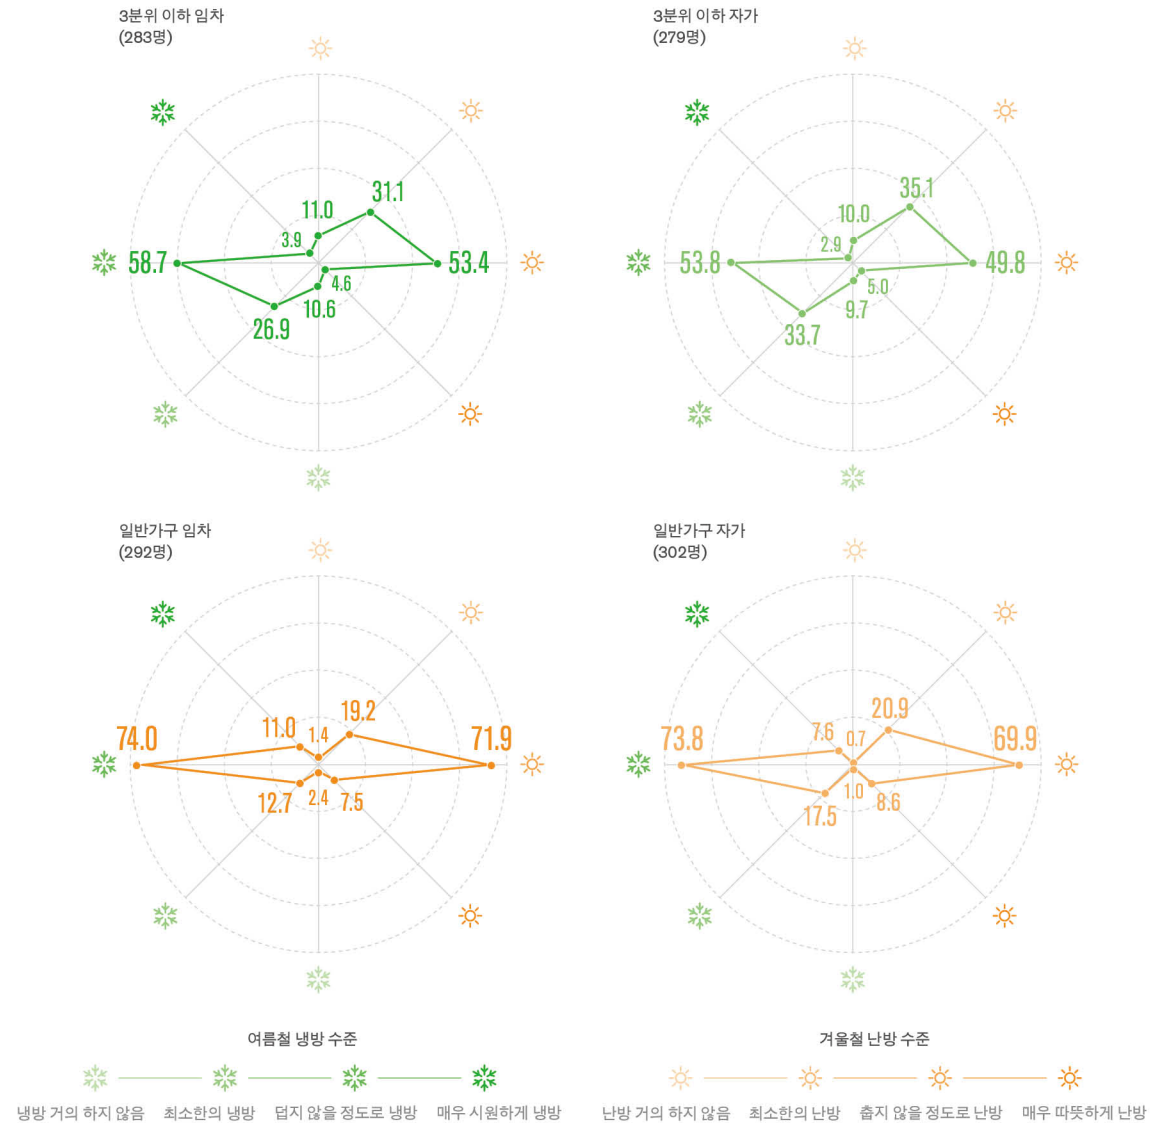 3분위 이하 임차
(283명)
11.0
31.1
3.9
58.7
53.4
4.6
10.6
26.9
3분위 이하 자가
(279명)
10.0
35.1
2.9
53.8
49.8
5.0
9.7
33.7
일반가구 임차
(292명)
11.0
1.4
19.2
74.0
71.9
12.7
2.4
7.5
일반가구 자가
(302명)
7.6
0.7
20.9
73.8
69.9
17.5
1.0
8.6
여름철 냉방 수준
냉방 거의 하지 않음
최소한의 냉방
덥지 않을 정도로 냉방
매우 시원하게 냉방
겨울철 난방 수준
난방 거의 하지 않음
최소한의 난방
춥지 않을 정도로 난방
매우 따뜻하게 난방